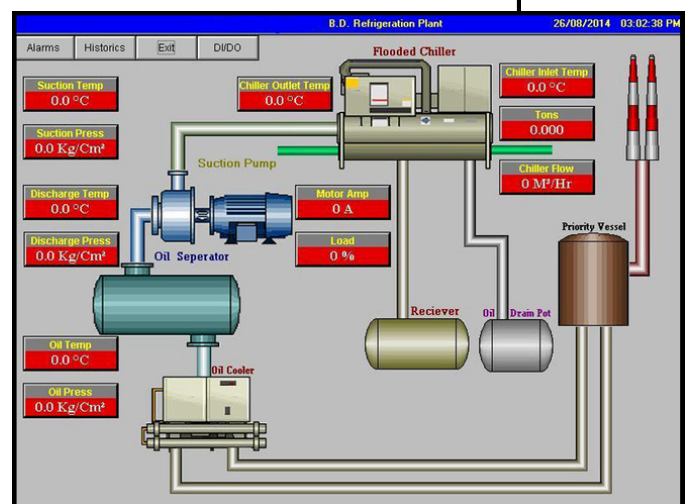 B.D. Refrigeration Plant 26/08/2014 03:02:38 PM
Alarms Historics Exit DI/DO
Flooded Chiller
Suction Temp
0.0 °C
Chiller Outlet Temp
0.0 °C
Chiller Inlet Temp
0.0 °C
Tons
0.000
Suction Press
0.0 Kg/Cm²
Suction Pump
Chiller Flow
0 M³/Hr
Discharge Temp
0.0 °C
Motor Amp
0 A
Discharge Press
0.0 Kg/Cm²
Oil Seperator
Load
0 %
Priority Vessel
Reciever
Oil Drain Pot
Oil Temp
0.0 °C
Oil Cooler
Oil Press
0.0 Kg/Cm²